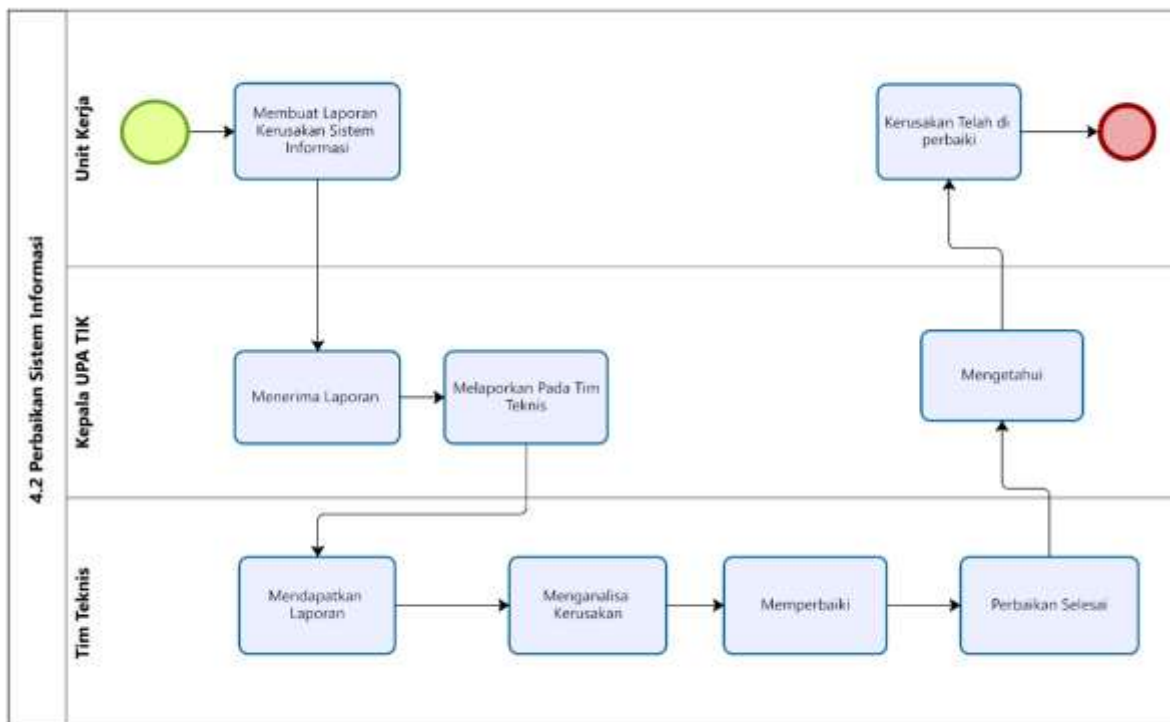 4.2 Perbaikan Sistem Informasi
Unit Kerja
Membuat Laporan
Kerusakan Sistem
Informasi
Kerusakan Telah di
perbaiki
Kepala UPA TIK
Menerima Laporan
Melaporkan Pada Tim
Teknis
Mengetahui
Tim Teknis
Mendapatkan
Laporan
Menganalisa
Kerusakan
Memperbaiki
Perbaikan Selesai